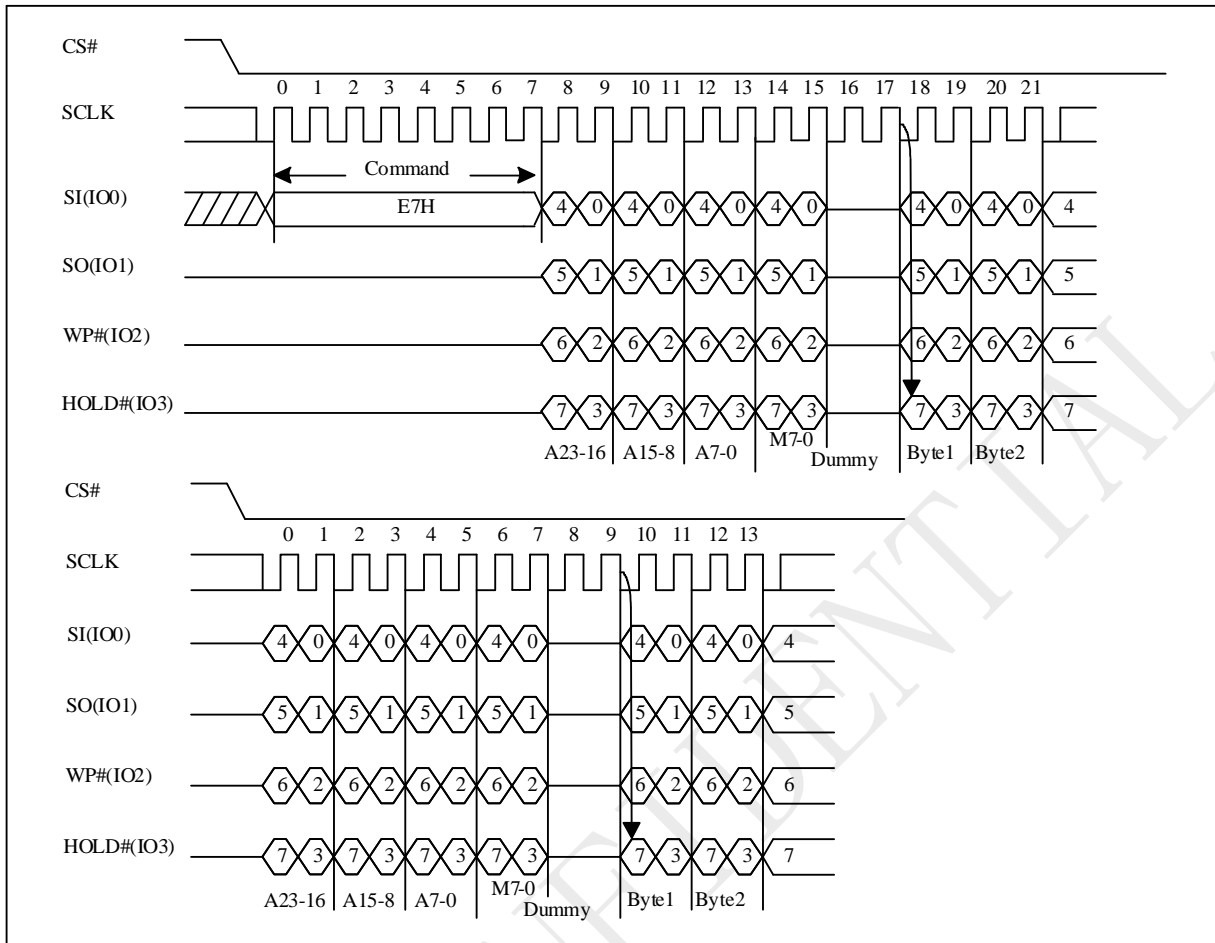 CS#
0 1 2 3 4 5 6 7 8 9 10 11 12 13 14 15 16 17 18 19 20 21
SCLK
Command
SI(IO0) E7H 4 0 4 0 4 0 4 0 4 0 4 0 4
SO(IO1) 5 1 5 1 5 1 5 1 5 1 5 1 5
WP#(IO2) 6 2 6 2 6 2 6 2 6 2 6 2 6
HOLD#(IO3) 7 3 7 3 7 3 7 3 7 3 7 3 7
A23-16 A15-8 A7-0 M7-0 Dummy Byte1 Byte2
CS#
0 1 2 3 4 5 6 7 8 9 10 11 12 13
SCLK
SI(IO0) 4 0 4 0 4 0 4 0 4 0 4 0 4
SO(IO1) 5 1 5 1 5 1 5 1 5 1 5 1 5
WP#(IO2) 6 2 6 2 6 2 6 2 6 2 6 2 6
HOLD#(IO3) 7 3 7 3 7 3 7 3 7 3 7 3 7
A23-16 A15-8 A7-0 M7-0 Dummy Byte1 Byte2